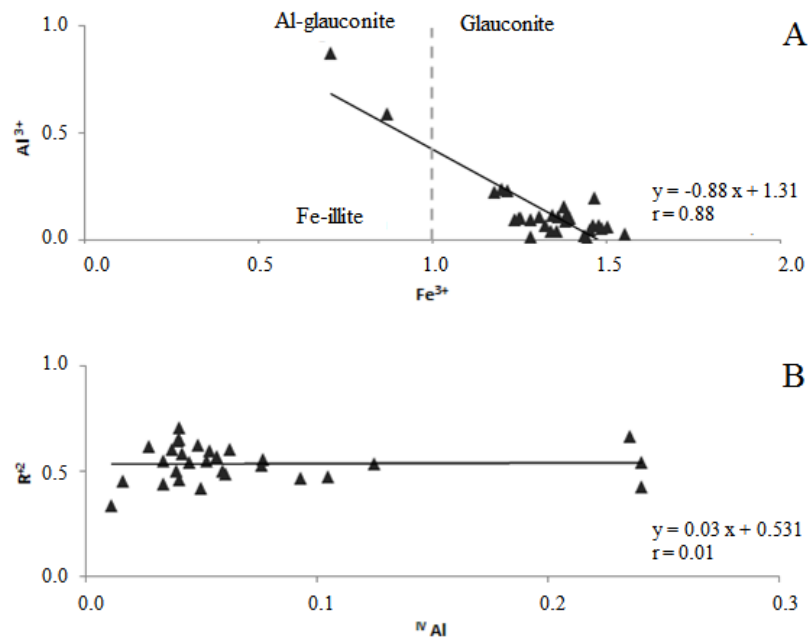 1.0
Al-glauconite
Glauconite
A
Al³⁺
0.5
Fe-illite
y = -0.88 x + 1.31
r = 0.88
0.0
0.0
0.5
1.0
1.5
2.0
Fe³⁺
1.0
B
R⁺²
0.5
y = 0.03 x + 0.531
r = 0.01
0.0
0.0
0.1
0.2
0.3
ᴵⱽ Al